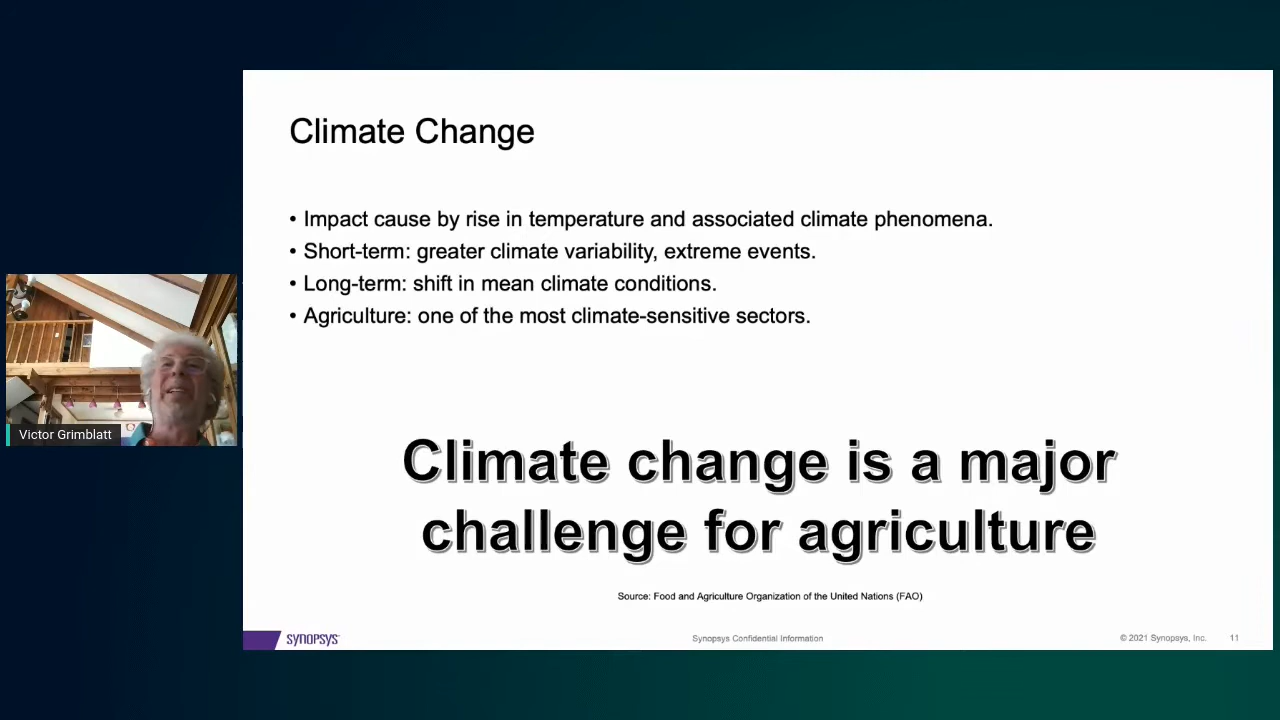 Climate Change
• Impact cause by rise in temperature and associated climate phenomena.
• Short-term: greater climate variability, extreme events.
• Long-term: shift in mean climate conditions.
• Agriculture: one of the most climate-sensitive sectors.
Victor Grimblatt
Climate change is a major
challenge for agriculture
Source: Food and Agriculture Organization of the United Nations (FAO)
SYNOPSYS
Synopsys Confidential Information
© 2021 Synopsys, Inc.
11